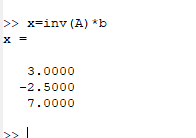 >> x=inv(A)*b
x =
3.0000
-2.5000
7.0000
>>